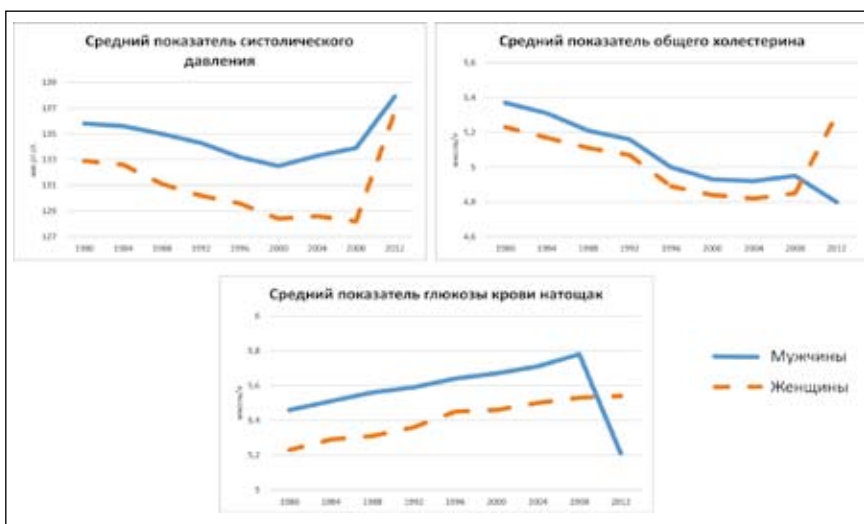 Средний показатель систолического
давления
139
137
135
133
131
129
127
1980 1984 1988 1992 1996 2000 2004 2008 2012
Средний показатель общего холестерина
5,6
5,4
5,2
5
4,8
4,6
ммоль/л
1980 1984 1988 1992 1996 2000 2004 2008 2012
Средний показатель глюкозы крови натощак
6
5,8
5,6
5,4
5,2
5
ммоль/л
1980 1984 1988 1992 1996 2000 2004 2008 2012
Мужчины
Женщины